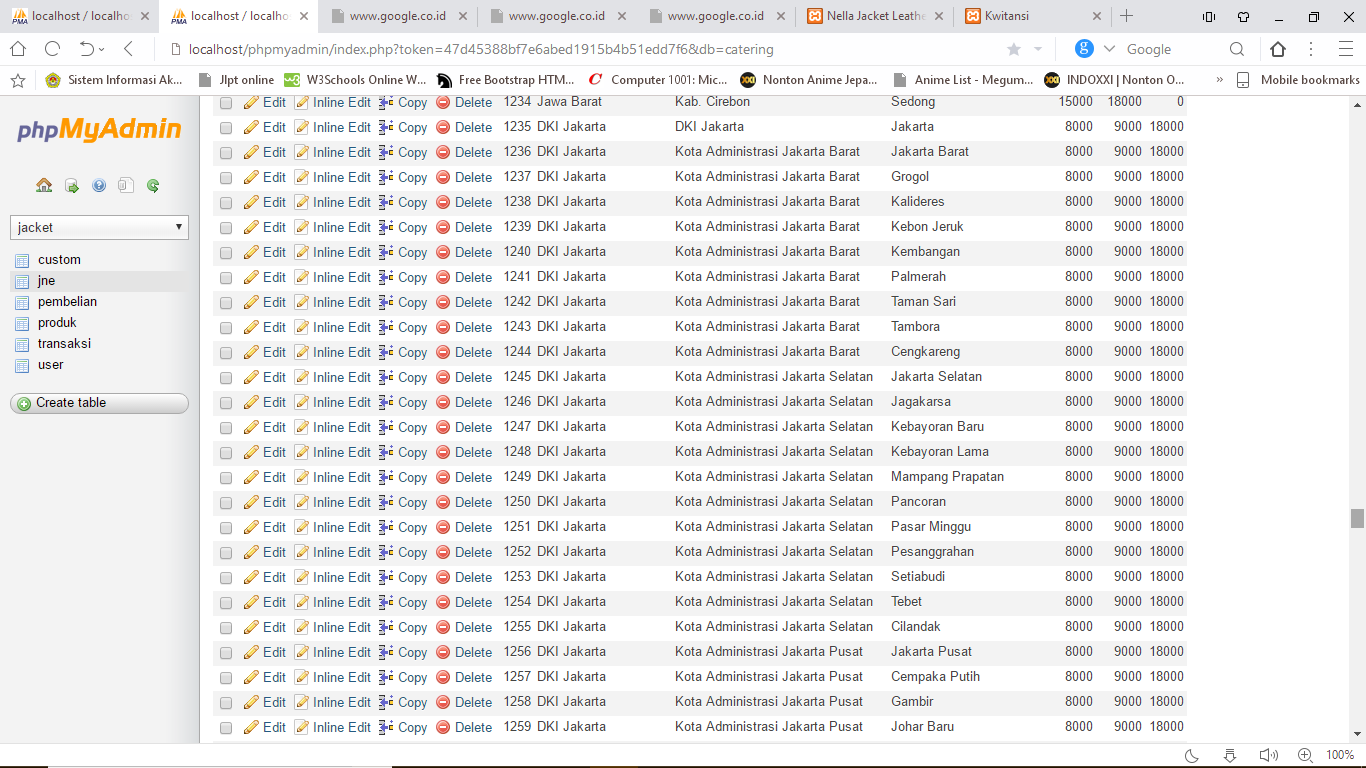 localhost / localho
localhost / localho
www.google.co.id
www.google.co.id
www.google.co.id
Nella Jacket Leathe
Kwitansi
localhost/phpmyadmin/index.php?token=47d45388bf7e6abed1915b4b51edd7f6&db=catering
g Google
Sistem Informasi Ak... Jlpt online W3Schools Online W... Free Bootstrap HTM... Computer 1001: Mic... Nonton Anime Jepa... Anime List - Megum... INDOXXI | Nonton O... » Mobile bookmarks
phpMyAdmin
jacket
custom
jne
pembelian
produk
transaksi
user
Create table
Edit Inline Edit Copy Delete 1234 Jawa Barat Kab. Cirebon Sedong 15000 18000 0
Edit Inline Edit Copy Delete 1235 DKI Jakarta DKI Jakarta Jakarta 8000 9000 18000
Edit Inline Edit Copy Delete 1236 DKI Jakarta Kota Administrasi Jakarta Barat Jakarta Barat 8000 9000 18000
Edit Inline Edit Copy Delete 1237 DKI Jakarta Kota Administrasi Jakarta Barat Grogol 8000 9000 18000
Edit Inline Edit Copy Delete 1238 DKI Jakarta Kota Administrasi Jakarta Barat Kalideres 8000 9000 18000
Edit Inline Edit Copy Delete 1239 DKI Jakarta Kota Administrasi Jakarta Barat Kebon Jeruk 8000 9000 18000
Edit Inline Edit Copy Delete 1240 DKI Jakarta Kota Administrasi Jakarta Barat Kembangan 8000 9000 18000
Edit Inline Edit Copy Delete 1241 DKI Jakarta Kota Administrasi Jakarta Barat Palmerah 8000 9000 18000
Edit Inline Edit Copy Delete 1242 DKI Jakarta Kota Administrasi Jakarta Barat Taman Sari 8000 9000 18000
Edit Inline Edit Copy Delete 1243 DKI Jakarta Kota Administrasi Jakarta Barat Tambora 8000 9000 18000
Edit Inline Edit Copy Delete 1244 DKI Jakarta Kota Administrasi Jakarta Barat Cengkareng 8000 9000 18000
Edit Inline Edit Copy Delete 1245 DKI Jakarta Kota Administrasi Jakarta Selatan Jakarta Selatan 8000 9000 18000
Edit Inline Edit Copy Delete 1246 DKI Jakarta Kota Administrasi Jakarta Selatan Jagakarsa 8000 9000 18000
Edit Inline Edit Copy Delete 1247 DKI Jakarta Kota Administrasi Jakarta Selatan Kebayoran Baru 8000 9000 18000
Edit Inline Edit Copy Delete 1248 DKI Jakarta Kota Administrasi Jakarta Selatan Kebayoran Lama 8000 9000 18000
Edit Inline Edit Copy Delete 1249 DKI Jakarta Kota Administrasi Jakarta Selatan Mampang Prapatan 8000 9000 18000
Edit Inline Edit Copy Delete 1250 DKI Jakarta Kota Administrasi Jakarta Selatan Pancoran 8000 9000 18000
Edit Inline Edit Copy Delete 1251 DKI Jakarta Kota Administrasi Jakarta Selatan Pasar Minggu 8000 9000 18000
Edit Inline Edit Copy Delete 1252 DKI Jakarta Kota Administrasi Jakarta Selatan Pesanggrahan 8000 9000 18000
Edit Inline Edit Copy Delete 1253 DKI Jakarta Kota Administrasi Jakarta Selatan Setiabudi 8000 9000 18000
Edit Inline Edit Copy Delete 1254 DKI Jakarta Kota Administrasi Jakarta Selatan Tebet 8000 9000 18000
Edit Inline Edit Copy Delete 1255 DKI Jakarta Kota Administrasi Jakarta Selatan Cilandak 8000 9000 18000
Edit Inline Edit Copy Delete 1256 DKI Jakarta Kota Administrasi Jakarta Pusat Jakarta Pusat 8000 9000 18000
Edit Inline Edit Copy Delete 1257 DKI Jakarta Kota Administrasi Jakarta Pusat Cempaka Putih 8000 9000 18000
Edit Inline Edit Copy Delete 1258 DKI Jakarta Kota Administrasi Jakarta Pusat Gambir 8000 9000 18000
Edit Inline Edit Copy Delete 1259 DKI Jakarta Kota Administrasi Jakarta Pusat Johar Baru 8000 9000 18000
100%